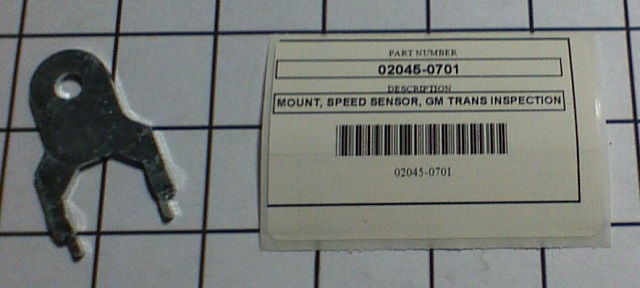 PART NUMBER
02045-0701
DESCRIPTION
MOUNT, SPEED SENSOR, GM TRANS INSPECTION
02045-0701